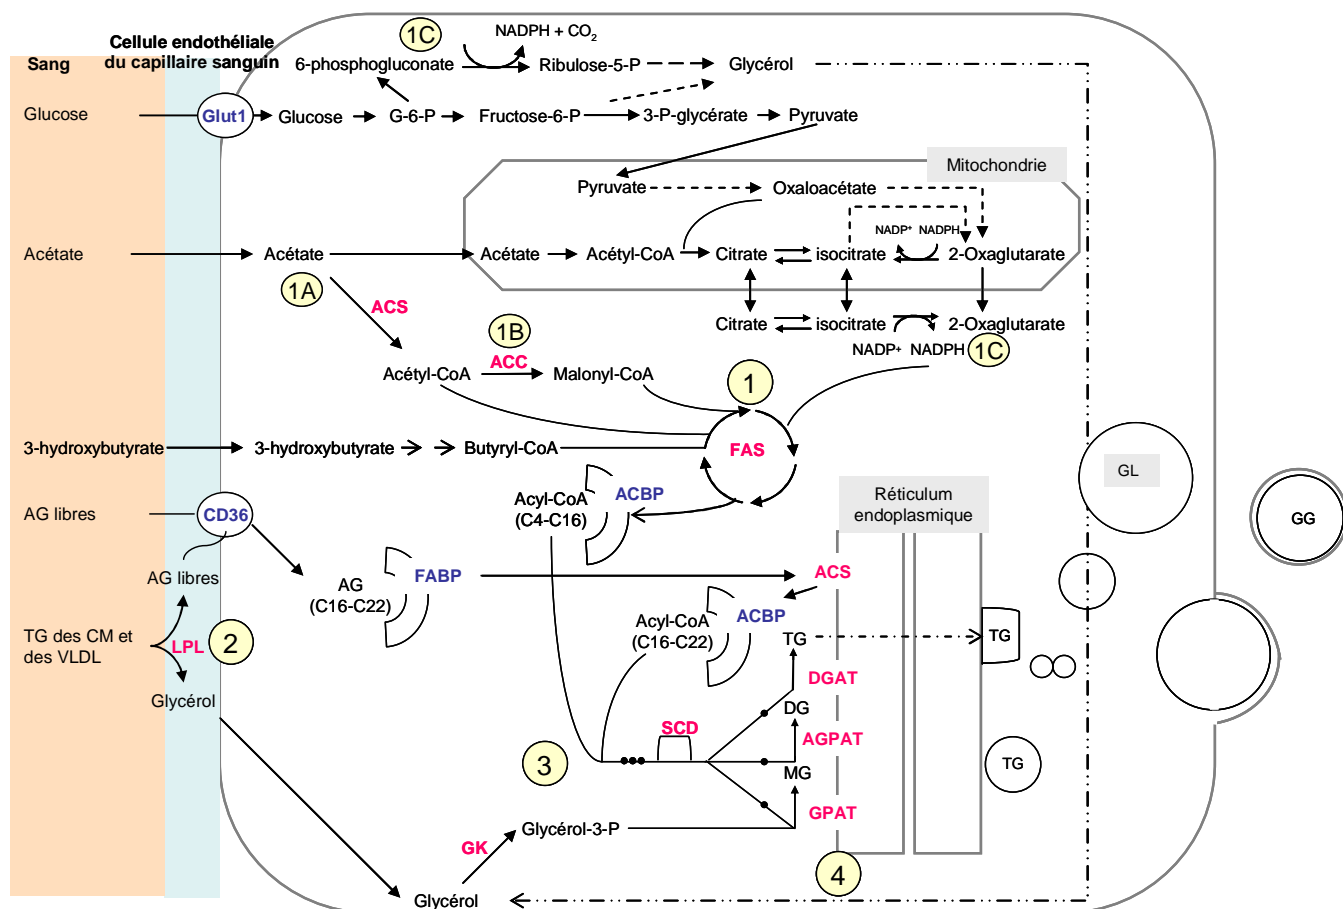 1C
NADPH + CO2
Cellule endothéliale
du capillaire sanguin
Sang
6-phosphogluconate
Ribulose-5-P
Glycérol
Glucose
Glut1
Glucose
G-6-P
Fructose-6-P
3-P-glycérate
Pyruvate
Mitochondrie
Pyruvate
Oxaloacétate
NADP+
NADPH
Acétate
Acétate
Acétate
Acétyl-CoA
Citrate
isocitrate
2-Oxaglutarate
1A
ACS
1B
Citrate
isocitrate
2-Oxaglutarate
NADP+
NADPH
1C
ACC
Acétyl-CoA
Malonyl-CoA
1
3-hydroxybutyrate
3-hydroxybutyrate
Butyryl-CoA
FAS
GL
Acyl-CoA
(C4-C16)
ACBP
Réticulum
endoplasmique
AG libres
CD36
GG
AG libres
AG
(C16-C22)
FABP
ACS
Acyl-CoA
(C16-C22)
ACBP
TG
TG
TG des CM et
des VLDL
LPL
2
Glycérol
DGAT
DG
SCD
AGPAT
3
MG
TG
GPAT
Glycérol-3-P
GK
4
Glycérol